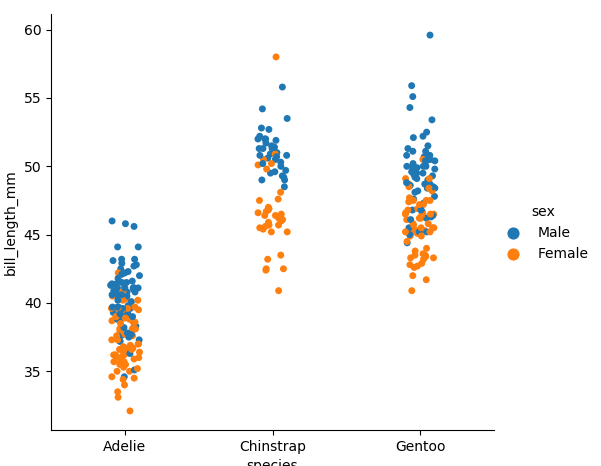 60
55
50
45
40
35
bill_length_mm
Adelie
Chinstrap
Gentoo
species
sex
Male
Female